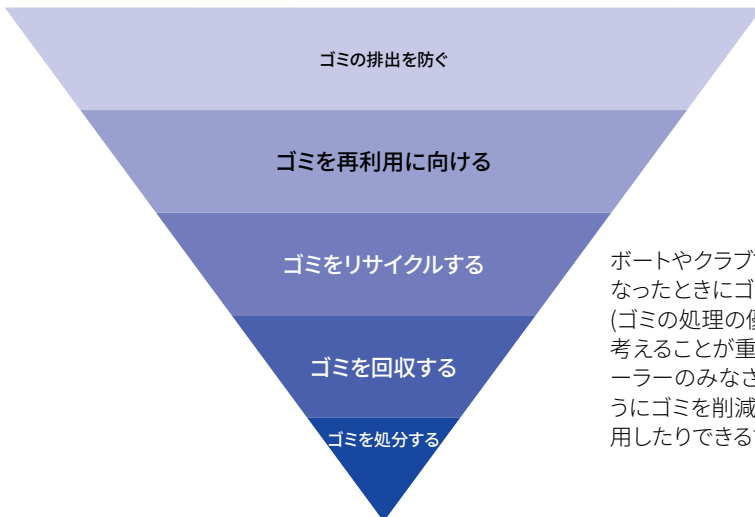 ゴミの排出を防ぐ
ゴミを再利用に向ける
ゴミをリサイクルする
ゴミを回収する
ゴミを処分する
ボートやクラブ
なったときにゴ
(ゴミの処理の
考えることが重
ーラーのみなさ
うにゴミを削減
用したりできる